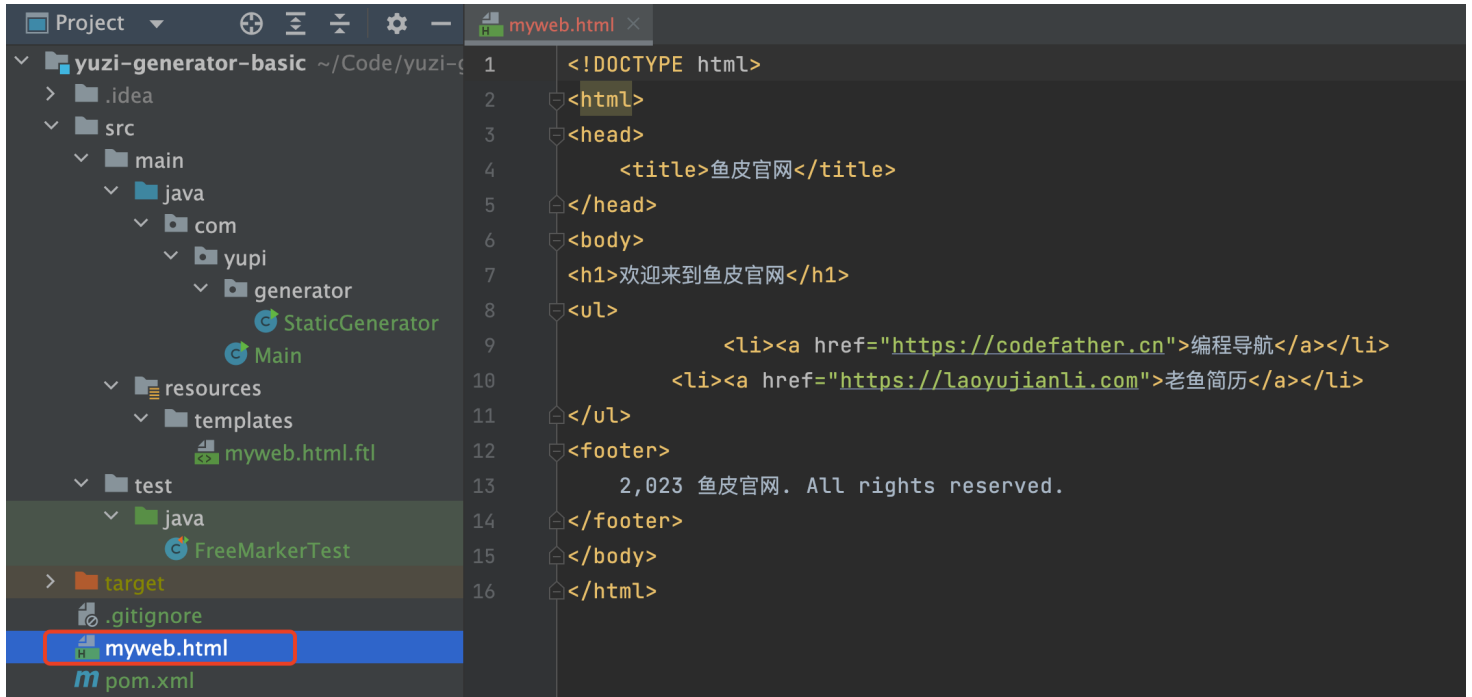 Project
yuzi-generator-basic ~/Code/yuzi-g
.idea
src
main
java
com
yupi
generator
StaticGenerator
Main
resources
templates
myweb.html.ftl
test
java
FreeMarkerTest
target
.gitignore
myweb.html
pom.xml
myweb.html
1 <!DOCTYPE html>
2 <html>
3 <head>
4 <title>鱼皮官网</title>
5 </head>
6 <body>
7 <h1>欢迎来到鱼皮官网</h1>
8 <ul>
9 <li><a href="https://codefather.cn">编程导航</a></li>
10 <li><a href="https://laoyujianli.com">老鱼简历</a></li>
11 </ul>
12 <footer>
13 2,023 鱼皮官网. All rights reserved.
14 </footer>
15 </body>
16 </html>